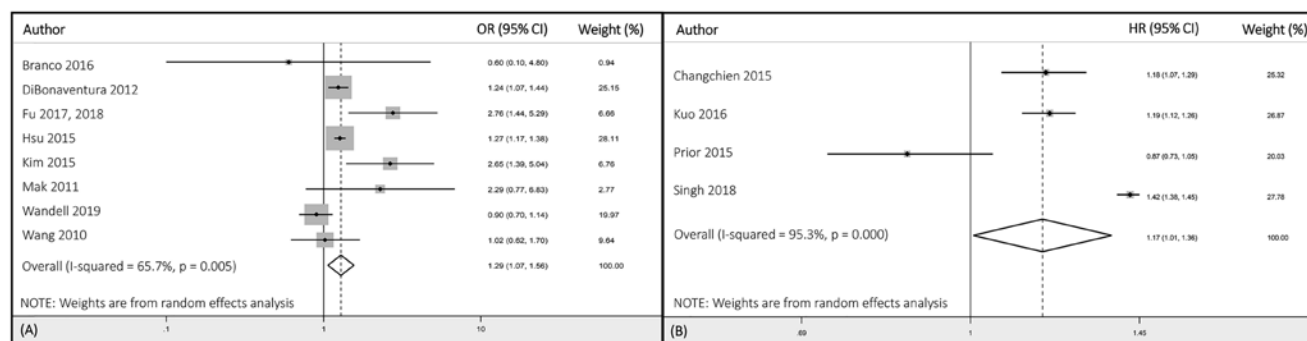 Author OR (95% CI) Weight (%)
Branco 2016 0.60 (0.10, 4.80) 0.94
DiBonaventura 2012 1.24 (1.07, 1.44) 25.15
Fu 2017, 2018 2.76 (1.44, 5.29) 6.66
Hsu 2015 1.27 (1.17, 1.38) 28.11
Kim 2015 2.65 (1.39, 5.04) 6.76
Mak 2011 2.29 (0.77, 6.83) 2.77
Wandell 2019 0.90 (0.70, 1.14) 19.97
Wang 2010 1.02 (0.62, 1.70) 9.64
Overall (I-squared = 65.7%, p = 0.005) 1.29 (1.07, 1.56) 100.00
NOTE: Weights are from random effects analysis
(A) .1 1 10
Author HR (95% CI) Weight (%)
Changchien 2015 1.18 (1.07, 1.29) 25.32
Kuo 2016 1.19 (1.12, 1.26) 26.87
Prior 2015 0.87 (0.73, 1.05) 20.03
Singh 2018 1.42 (1.38, 1.45) 27.78
Overall (I-squared = 95.3%, p = 0.000) 1.17 (1.01, 1.36) 100.00
NOTE: Weights are from random effects analysis
(B) .69 1 1.45